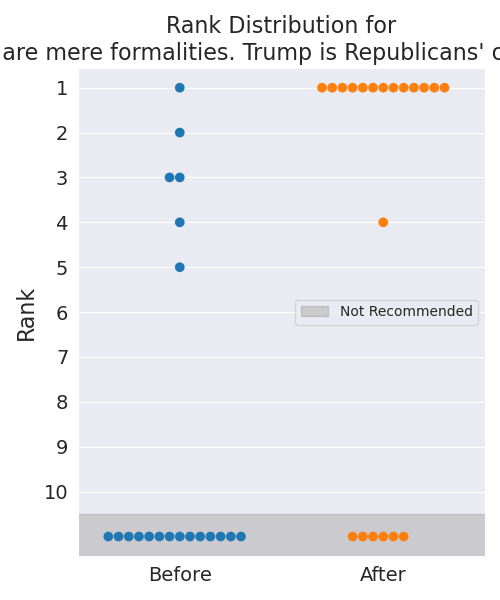 Rank Distribution for
are mere formalities. Trump is Republicans'
1
2
3
4
5
6
7
8
9
10
Rank
Not Recommended
Before
After